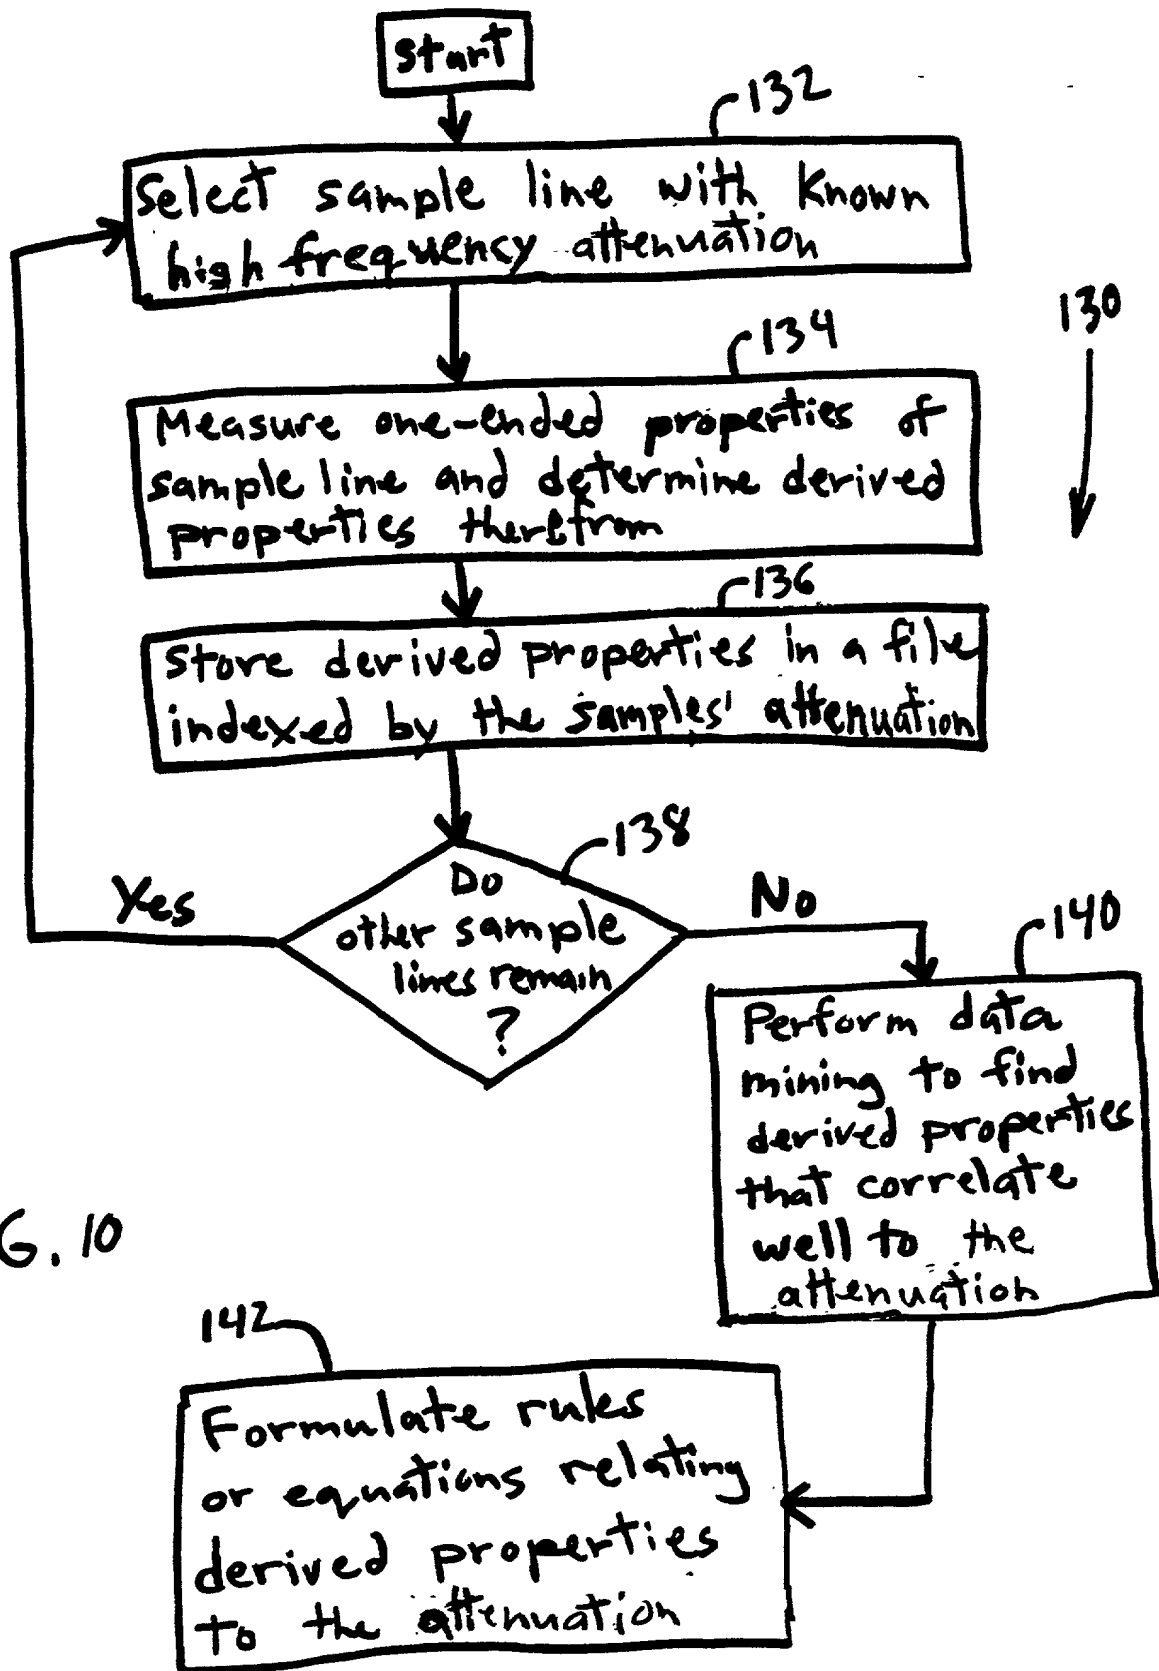 Start
132
Select sample line with known
high frequency attenuation
130
134
Measure one-ended properties of
sample line and determine derived
properties therefrom
136
Store derived properties in a file
indexed by the samples' attenuation
138
Do
other sample
lines remain
?
Yes
No
140
Perform data
mining to find
derived properties
that correlate
well to the
attenuation
G. 10
142
Formulate rules
or equations relating
derived properties
to the attenuation